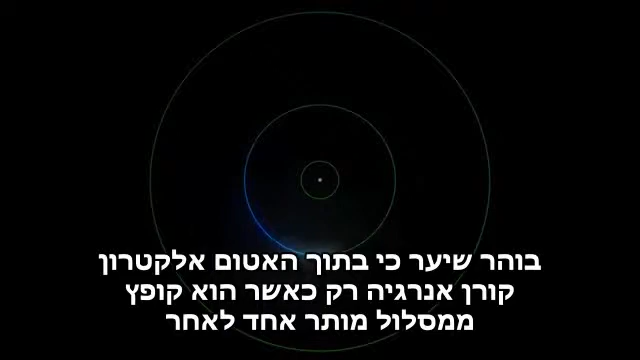 בוהר שיער כי בתוך האטום אלקטרון
קורן אנרגיה רק כאשר הוא קופץ
ממסלול מותר אחד לאחר